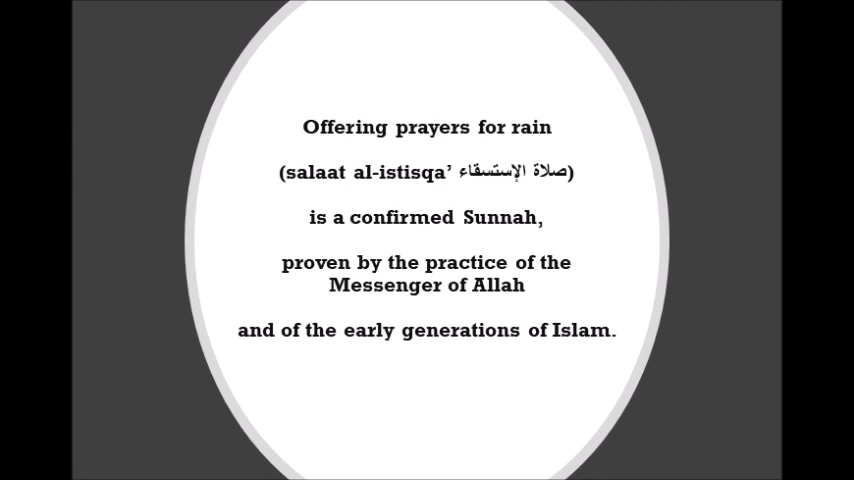 Offering prayers for rain
(salaat al-istisqa’ صلاة الإستسقاء)
is a confirmed Sunnah,
proven by the practice of the
Messenger of Allah
and of the early generations of Islam.